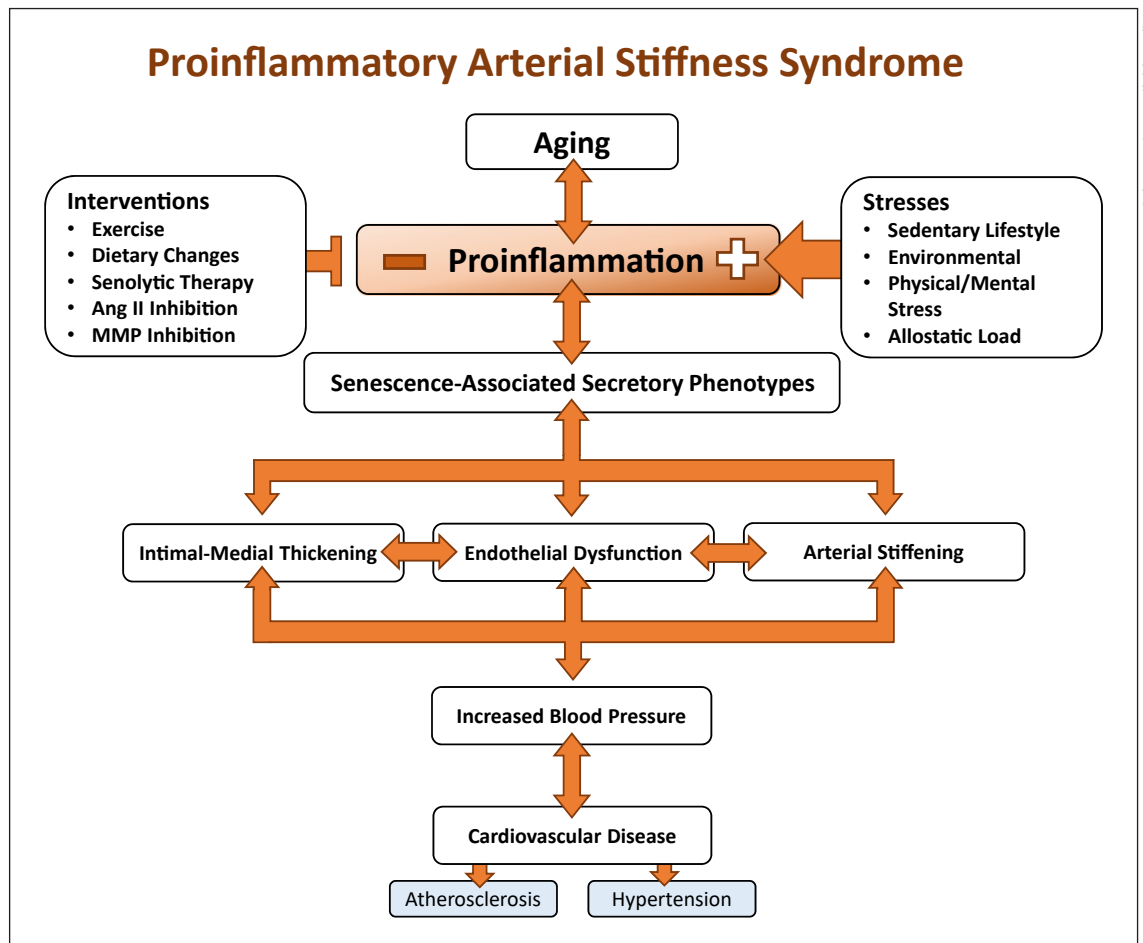 Proinflammatory Arterial Stiffness Syndrome
Aging
Interventions
• Exercise
• Dietary Changes
• Senolytic Therapy
• Ang II Inhibition
• MMP Inhibition
Proinflammation
Stresses
• Sedentary Lifestyle
• Environmental
• Physical/Mental
Stress
• Allostatic Load
Senescence-Associated Secretory Phenotypes
Intimal-Medial Thickening
Endothelial Dysfunction
Arterial Stiffening
Increased Blood Pressure
Cardiovascular Disease
Atherosclerosis
Hypertension